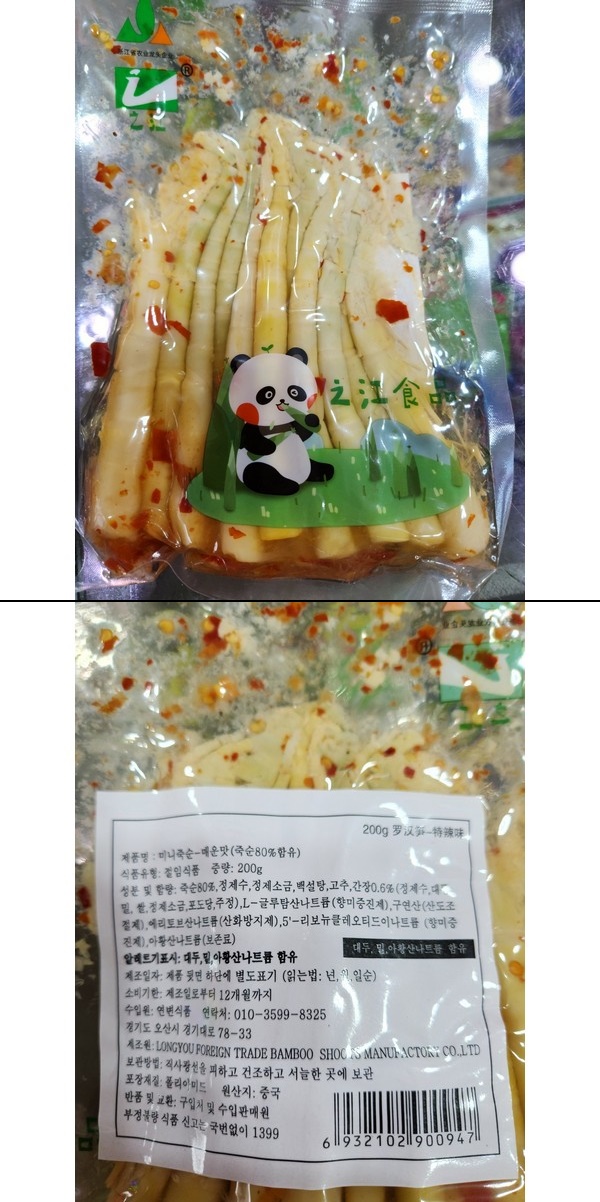 浙江省农业龙头企业
®
之江
之江食品
200g 罗汉笋-特辣味
제품명 : 미니죽순-매운맛(죽순80%함유)
식품유형: 절임식품 중량: 200g
성분 및 함량: 죽순80%,정제수,정제소금,백설탕,고추,간장0.6%(정제수,대두,
밀, 쌀,정제소금,포도당,주정),L-글루탐산나트륨(향미증진제),구연산(산도조
절제),에리토브산나트륨(산화방지제),5'-리보뉴클레오티드이나트륨 (향미증
진제),아황산나트륨(보존료)
대두,밀,아황산나트륨 함유
알레르기표시: 대두,밀,아황산나트륨 함유
제조일자: 제품 뒷면 하단에 별도표기 (읽는법: 년,월,일순)
소비기한: 제조일로부터 12개월까지
수입원: 연변식품 연락처: 010-3599-8325
경기도 오산시 경기대로 78-33
제조원: LONGYOU FOREIGN TRADE BAMBOO SHOOTS MANUFACTORY CO.,LTD
보관방법: 직사광선을 피하고 건조하고 서늘한 곳에 보관
포장재질: 폴리아미드 원산지: 중국
반품 및 교환: 구입처 및 수입판매원
부정불량식품 신고는 국번없이 1399
6 932102 900947